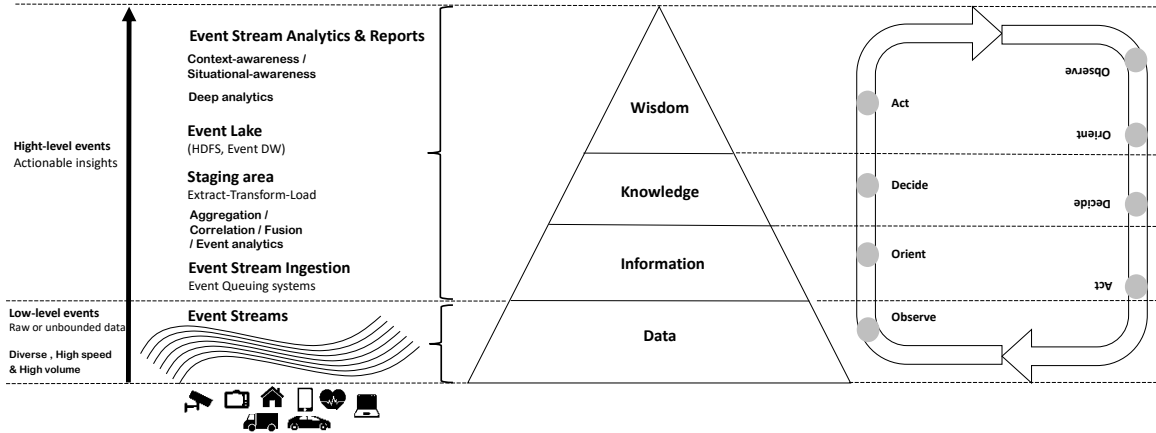 Event Stream Analytics & Reports
Context-awareness /
Situational-awareness
Deep analytics
Event Lake
(HDFS, Event DW)
Hight-level events
Actionable insights
Staging area
Extract-Transform-Load
Aggregation /
Correlation / Fusion
/ Event analytics
Event Stream Ingestion
Event Queuing systems
Low-level events
Raw or unbounded data
Diverse , High speed
& High volume
Event Streams
Wisdom
Knowledge
Information
Data
Act
Decide
Orient
Observe
Observe
Orient
Decide
Act